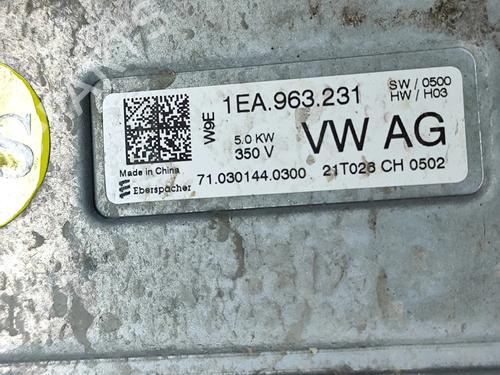 1EA.963.231
SW / 0500
HW / H03
W9E
5.0 KW
350 V
VW AG
Made in China
Eberspächer
71.030144.0300
21T026 CH 0502
S